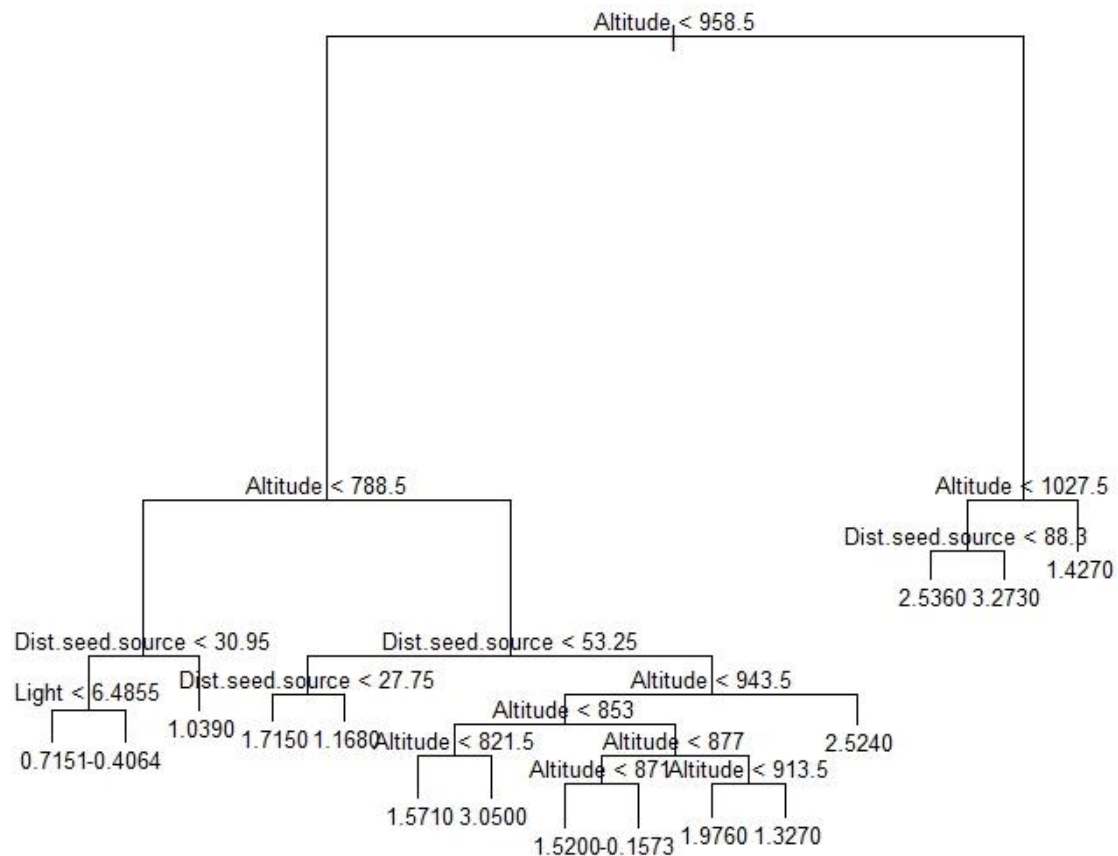 Altitude < 958.5
Altitude < 788.5
Altitude < 1027.5
Dist.seed.source < 88.3
1.4270
2.5360 3.2730
Dist.seed.source < 30.95
Dist.seed.source < 53.25
Light < 6.4855
Dist.seed.source < 27.75
Altitude < 943.5
Altitude < 853
1.0390
1.7150 1.1680
Altitude < 821.5
Altitude < 877
2.5240
0.7151-0.4064
Altitude < 871
Altitude < 913.5
1.5710 3.0500
1.5200-0.1573
1.9760 1.3270